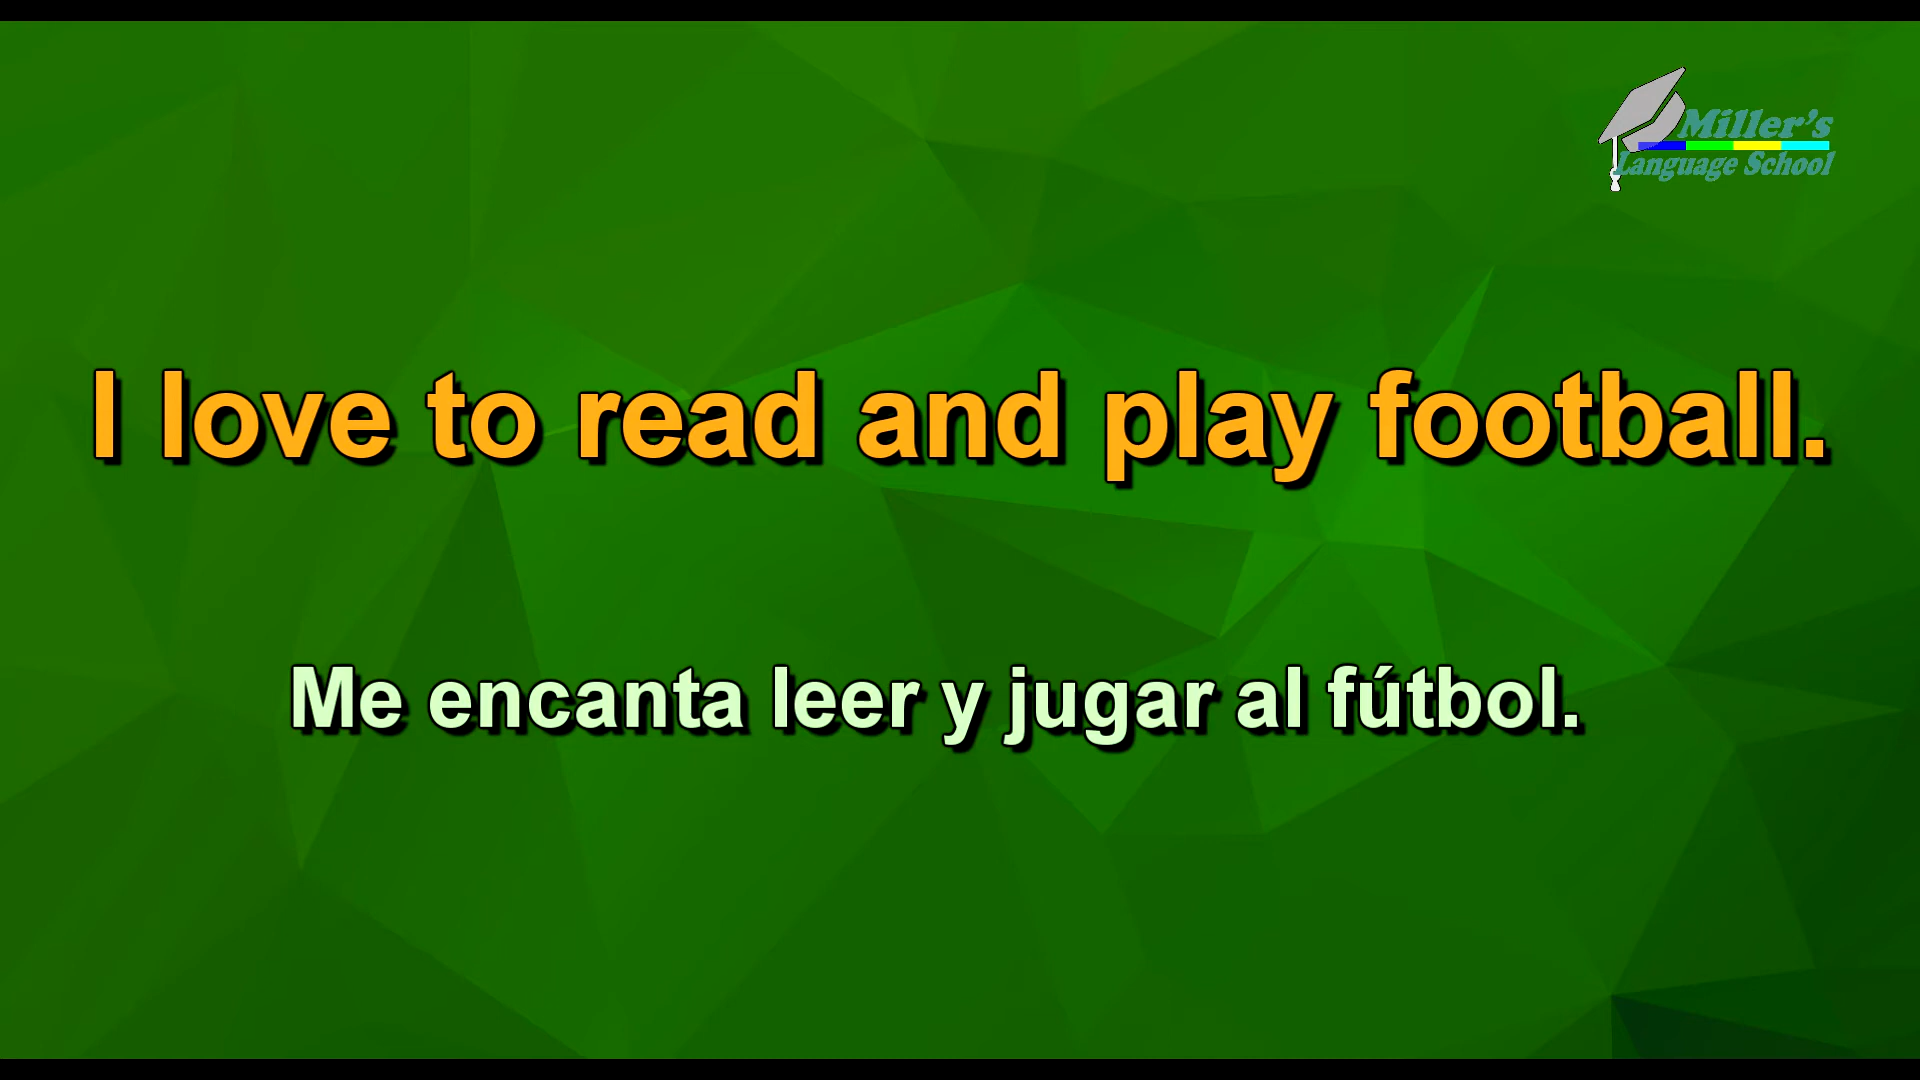 Miller's
Language School
I love to read and play football.
Me encanta leer y jugar al fútbol.